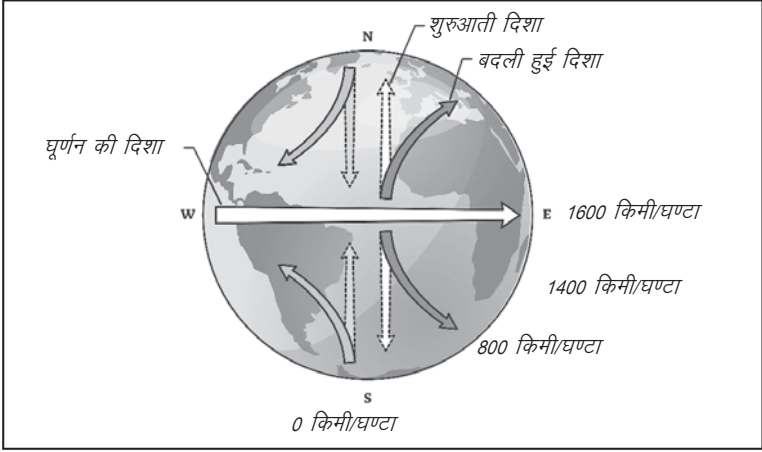 शुरुआती दिशा
N
बदली हुई दिशा
घूर्णन की दिशा
W
E
1600 किमी/घण्टा
1400 किमी/घण्टा
800 किमी/घण्टा
S
0 किमी/घण्टा